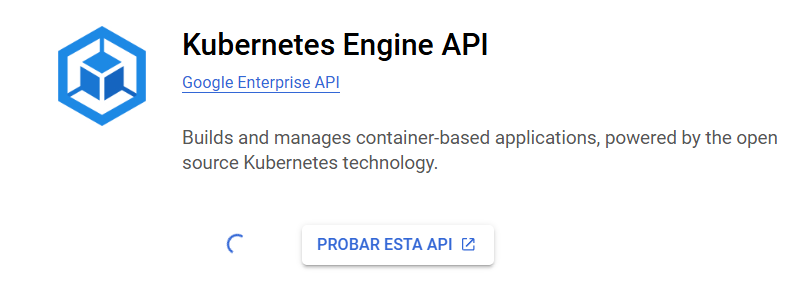 Kubernetes Engine API
Google Enterprise API
Builds and manages container-based applications, powered by the open
source Kubernetes technology.
PROBAR ESTA API